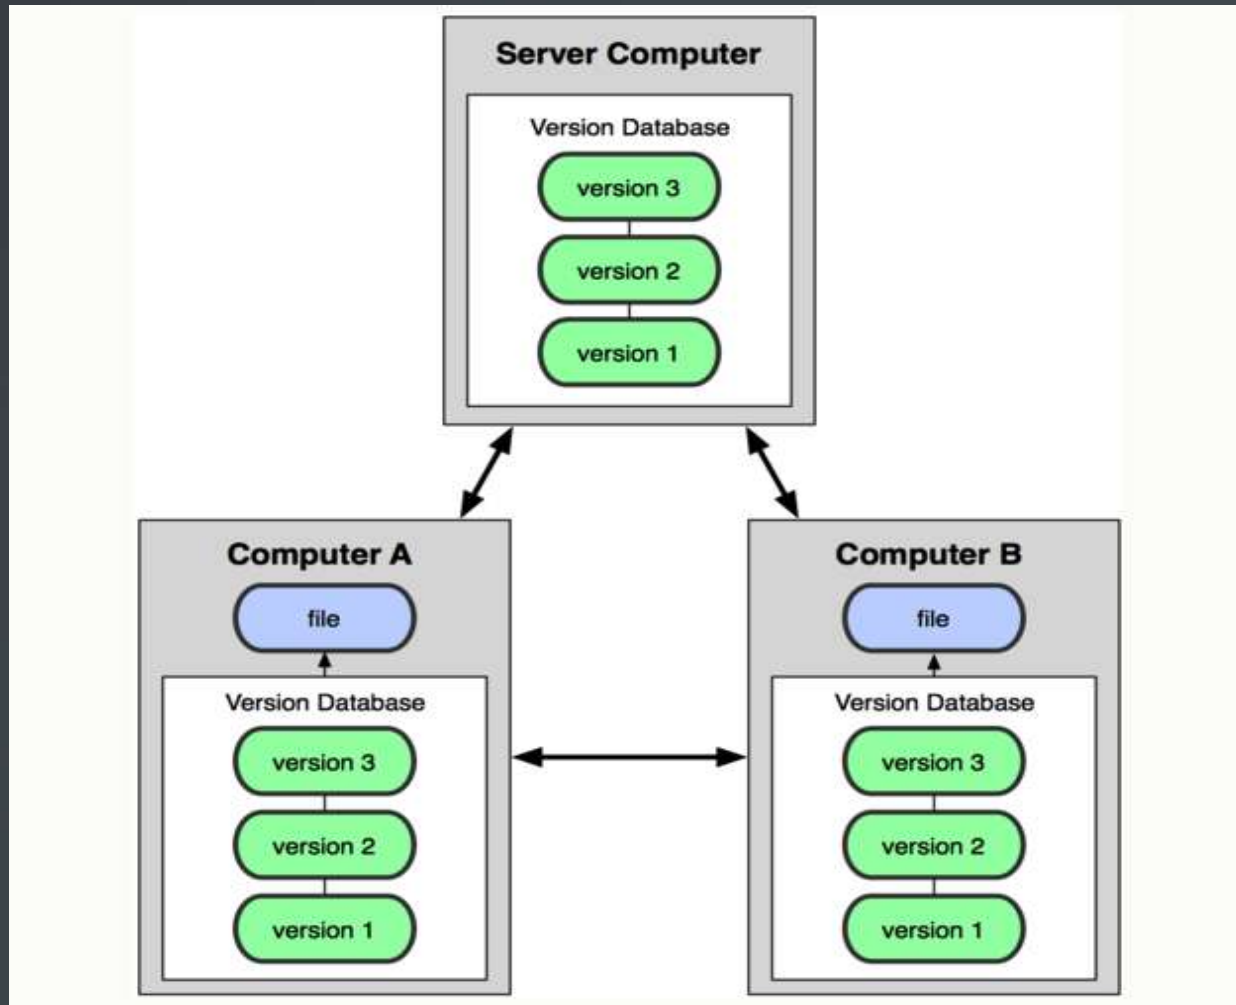 Server Computer
Version Database
version 3
version 2
version 1
Computer A
file
Version Database
version 3
version 2
version 1
Computer B
file
Version Database
version 3
version 2
version 1